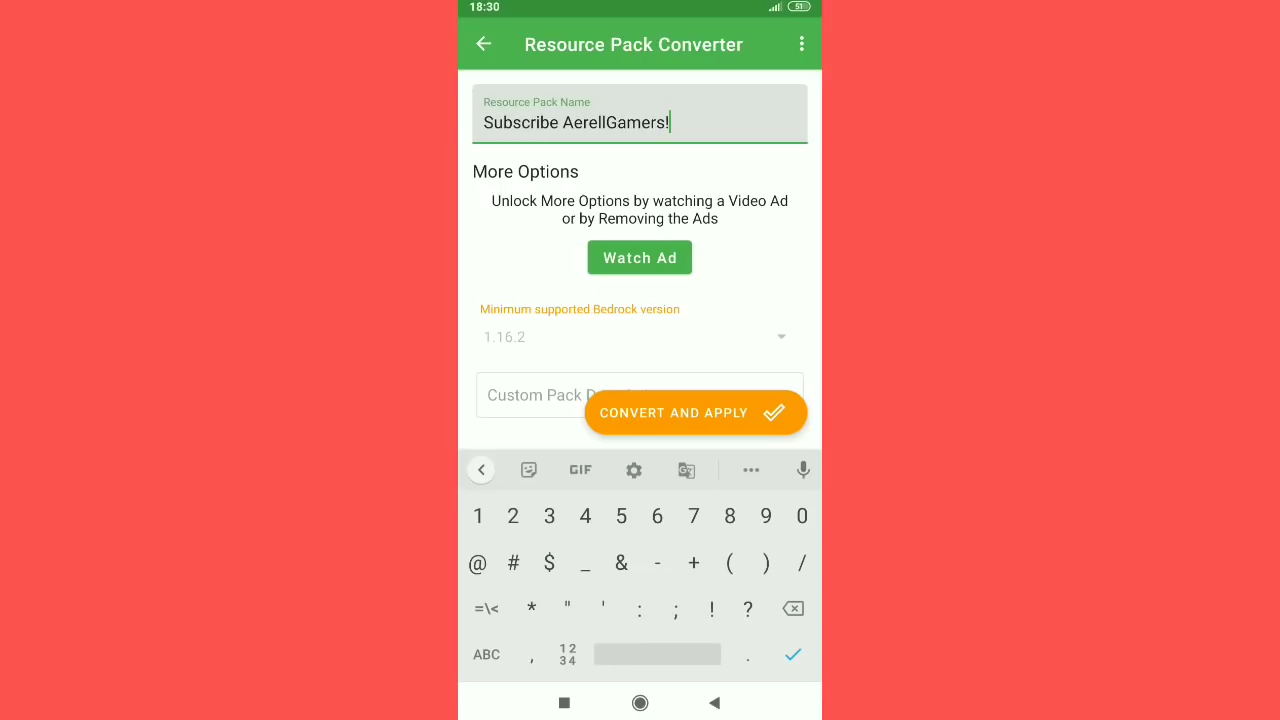 18:30
51
Resource Pack Converter
Resource Pack Name
Subscribe AerellGamers!
More Options
Unlock More Options by watching a Video Ad
or by Removing the Ads
Watch Ad
Minimum supported Bedrock version
1.16.2
Custom Pack
CONVERT AND APPLY
GIF
1 2 3 4 5 6 7 8 9 0
@ # $ _ & - + ( ) /
=\< * " ' : ; ! ?
ABC , 12 34 .